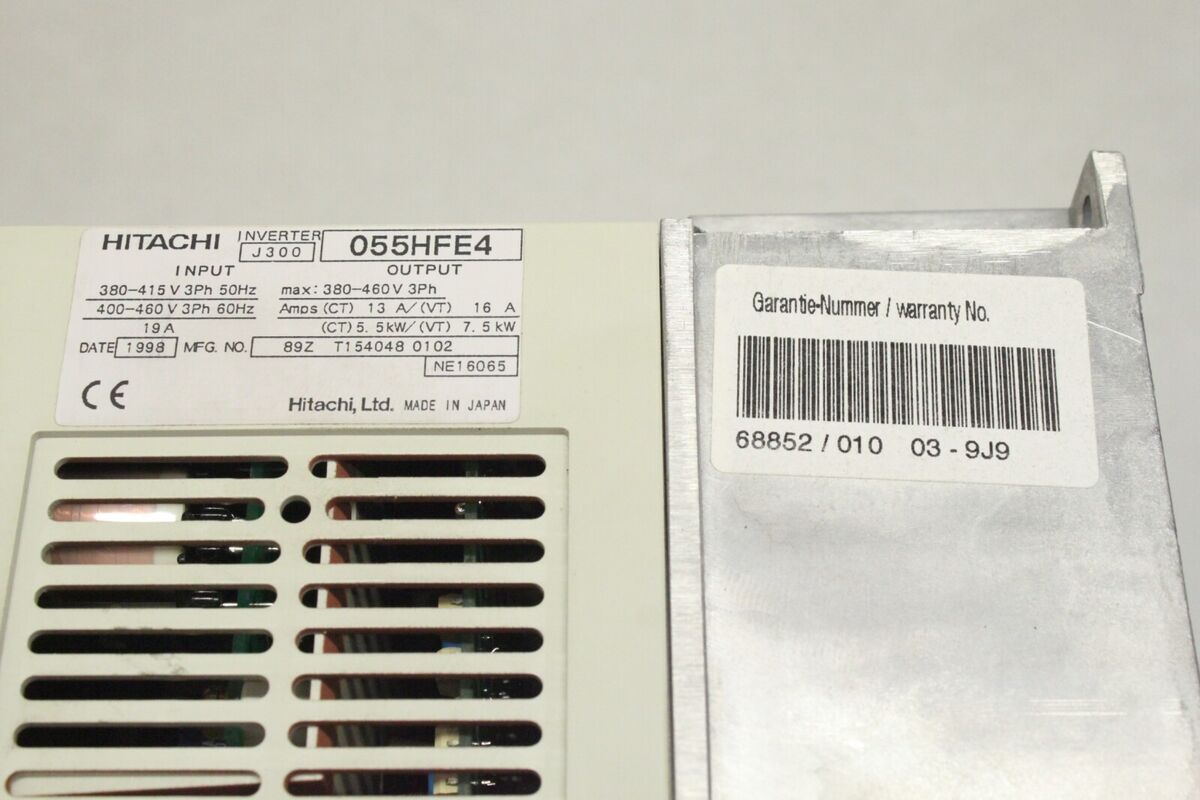 HITACHI INVERTER J300 055HFE4
INPUT OUTPUT
380-415 V 3Ph 50Hz max: 380-460 V 3Ph
400-460 V 3Ph 60Hz Amps (CT) 13 A/(VT) 16 A
19 A (CT) 5.5kW/(VT) 7.5 kW
DATE 1998 MFG. NO. 89Z T154048 0102
NE16065
CE Hitachi, Ltd. MADE IN JAPAN
Garantie-Nummer / warranty No.
68852 / 010 03 - 9J9